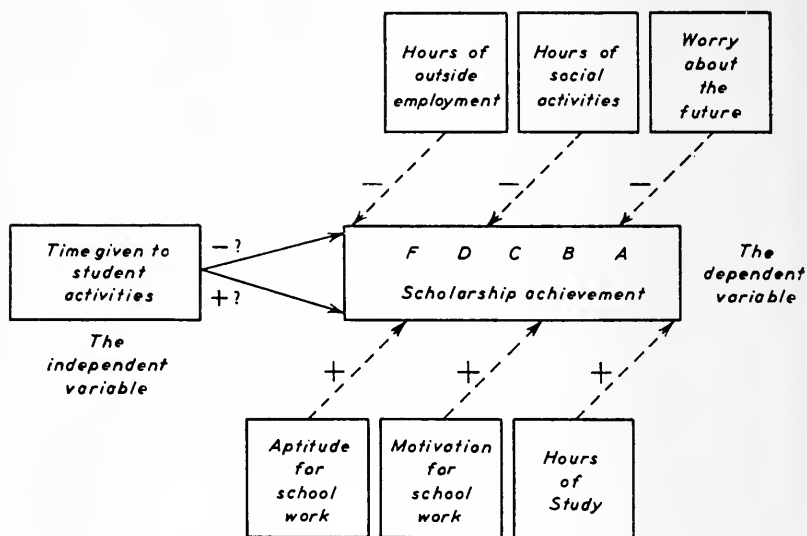 Hours of
outside
employment
Hours of
social
activities
Worry
about
the
future
−
−
−
Time given to
student
activities
− ?
+ ?
F D C B A
Scholarship achievement
The
dependent
variable
The
independent
variable
+
+
+
Aptitude
for
school
work
Motivation
for
school
work
Hours
of
Study